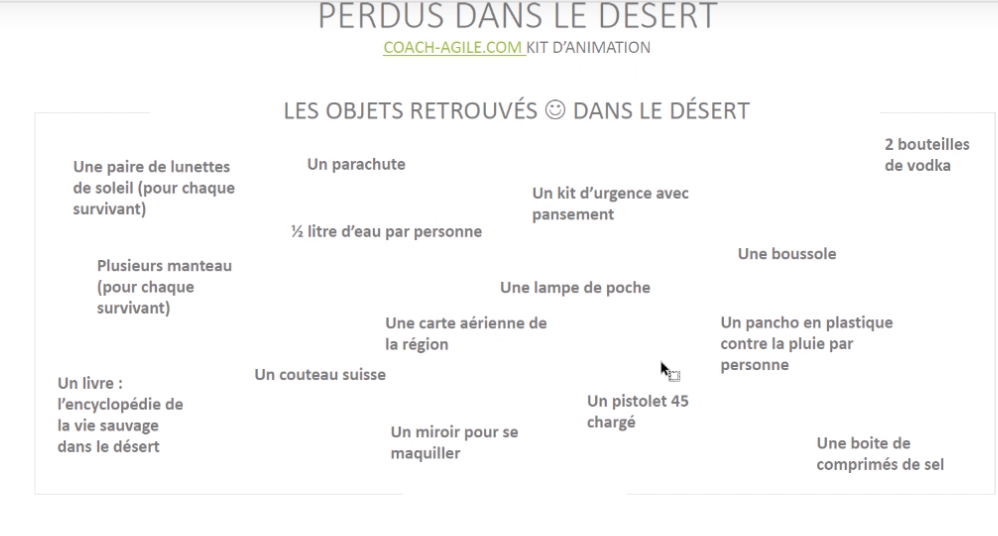 PERDUS DANS LE DESERT
COACH-AGILE.COM KIT D'ANIMATION
LES OBJETS RETROUVÉS ☺ DANS LE DÉSERT
2 bouteilles
de vodka
Une paire de lunettes
de soleil (pour chaque
survivant)
Un parachute
Un kit d'urgence avec
pansement
½ litre d'eau par personne
Une boussole
Plusieurs manteau
(pour chaque
survivant)
Une lampe de poche
Une carte aérienne de
la région
Un pancho en plastique
contre la pluie par
personne
Un couteau suisse
Un livre :
l'encyclopédie de
la vie sauvage
dans le désert
Un pistolet 45
chargé
Un miroir pour se
maquiller
Une boite de
comprimés de sel